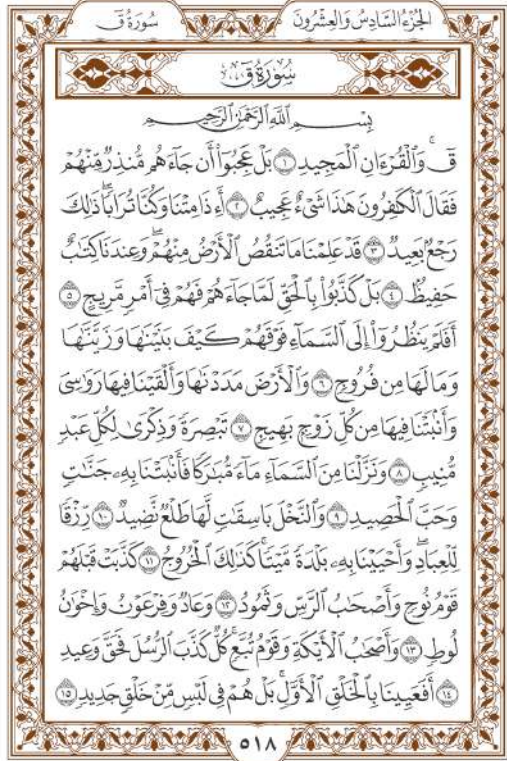 سُورَةُ قٓ
الجُزْءُ السَّادِسُ وَالعِشْرُونَ
سُورَةُ قٓ
بِسْمِ ٱللَّهِ ٱلرَّحْمَٰنِ ٱلرَّحِيمِ
قٓۚ وَٱلْقُرْءَانِ ٱلْمَجِيدِ ١ بَلْ عَجِبُوٓا۟ أَن جَآءَهُم مُّنذِرٌ مِّنْهُمْ
فَقَالَ ٱلْكَٰفِرُونَ هَٰذَا شَىْءٌ عَجِيبٌ ٢ أَءِذَا مِتْنَا وَكُنَّا تُرَابًاۖ ذَٰلِكَ
رَجْعٌۢ بَعِيدٌ ٣ قَدْ عَلِمْنَا مَا تَنقُصُ ٱلْأَرْضُ مِنْهُمْۖ وَعِندَنَا كِتَٰبٌ
حَفِيظٌۢ ٤ بَلْ كَذَّبُوا۟ بِٱلْحَقِّ لَمَّا جَآءَهُمْ فَهُمْ فِىٓ أَمْرٍ مَّرِيجٍ ٥
أَفَلَمْ يَنظُرُوٓا۟ إِلَى ٱلسَّمَآءِ فَوْقَهُمْ كَيْفَ بَنَيْنَٰهَا وَزَيَّنَّٰهَا
وَمَا لَهَا مِن فُرُوجٍ ٦ وَٱلْأَرْضَ مَدَدْنَٰهَا وَأَلْقَيْنَا فِيهَا رَوَٰسِىَ
وَأَنۢبَتْنَا فِيهَا مِن كُلِّ زَوْجٍۭ بَهِيجٍ ٧ تَبْصِرَةً وَذِكْرَىٰ لِكُلِّ عَبْدٍ
مُّنِيبٍ ٨ وَنَزَّلْنَا مِنَ ٱلسَّمَآءِ مَآءً مُّبَٰرَكًا فَأَنۢبَتْنَا بِهِۦ جَنَّٰتٍ
وَحَبَّ ٱلْحَصِيدِ ٩ وَٱلنَّخْلَ بَاسِقَٰتٍ لَّهَا طَلْعٌ نَّضِيدٌ ١٠ رِّزْقًا
لِّلْعِبَادِۖ وَأَحْيَيْنَا بِهِۦ بَلْدَةً مَّيْتًاۚ كَذَٰلِكَ ٱلْخُرُوجُ ١١ كَذَّبَتْ قَبْلَهُمْ
قَوْمُ نُوحٍ وَأَصْحَٰبُ ٱلرَّسِّ وَثَمُودُ ١٢ وَعَادٌ وَفِرْعَوْنُ وَإِخْوَٰنُ
لُوطٍ ١٣ وَأَصْحَٰبُ ٱلْأَيْكَةِ وَقَوْمُ تُبَّعٍۚ كُلٌّ كَذَّبَ ٱلرُّسُلَ فَحَقَّ وَعِيدِ
١٤ أَفَعَيِينَا بِٱلْخَلْقِ ٱلْأَوَّلِۚ بَلْ هُمْ فِى لَبْسٍ مِّنْ خَلْقٍ جَدِيدٍ ١٥
٥١٨